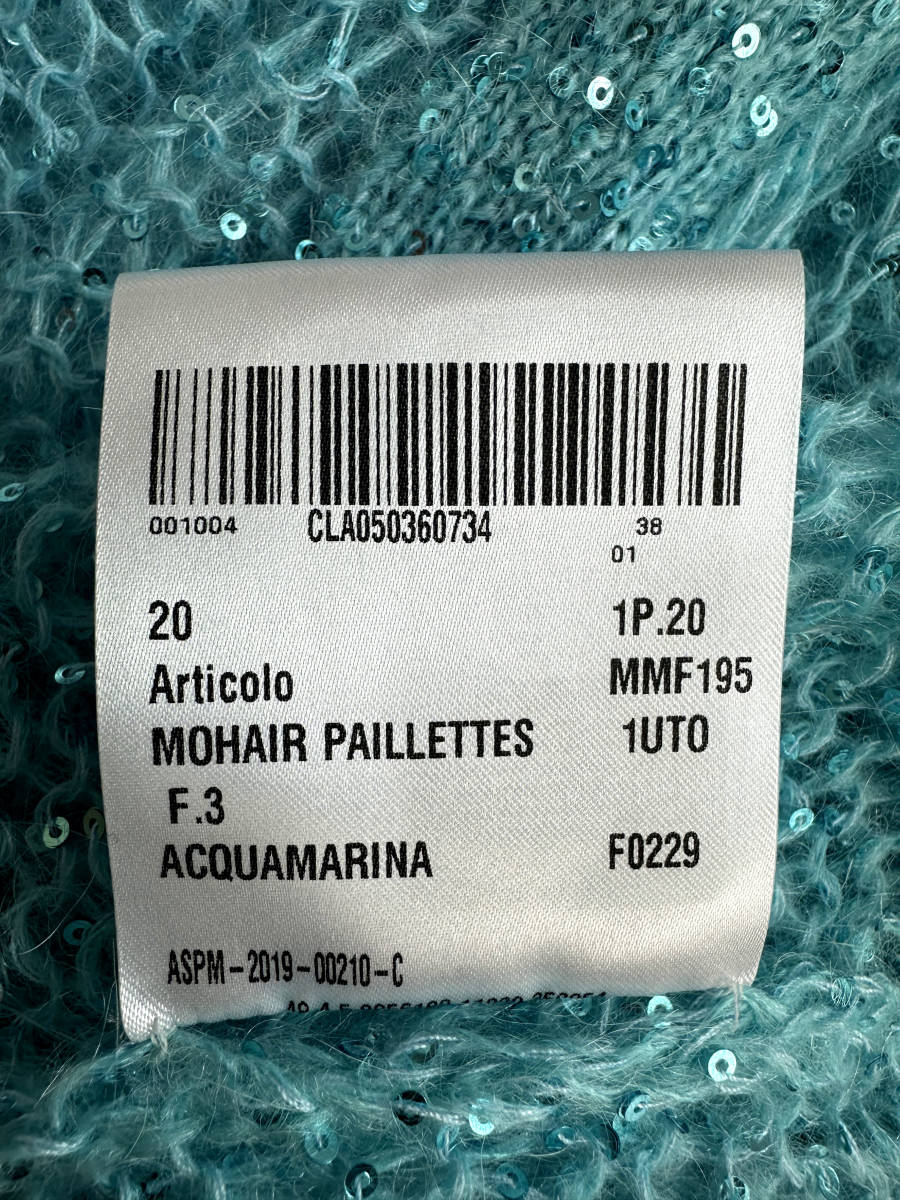 001004 CLA050360734 38
01
20 1P.20
Articolo MMF195
MOHAIR PAILLETTES 1UTO
F.3
ACQUAMARINA F0229
ASPM-2019-00210-C